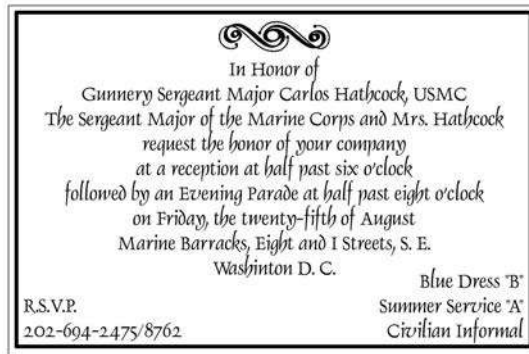 In Honor of
Gunnery Sergeant Major Carlos Hathcock, USMC
The Sergeant Major of the Marine Corps and Mrs. Hathcock
request the honor of your company
at a reception at half past six o'clock
followed by an Evening Parade at half past eight o'clock
on Friday, the twenty-fifth of August
Marine Barracks, Eight and I Streets, S. E.
Washinton D. C.
Blue Dress "B"
R.S.V.P. Summer Service "A"
202-694-2475/8762 Civilian Informal